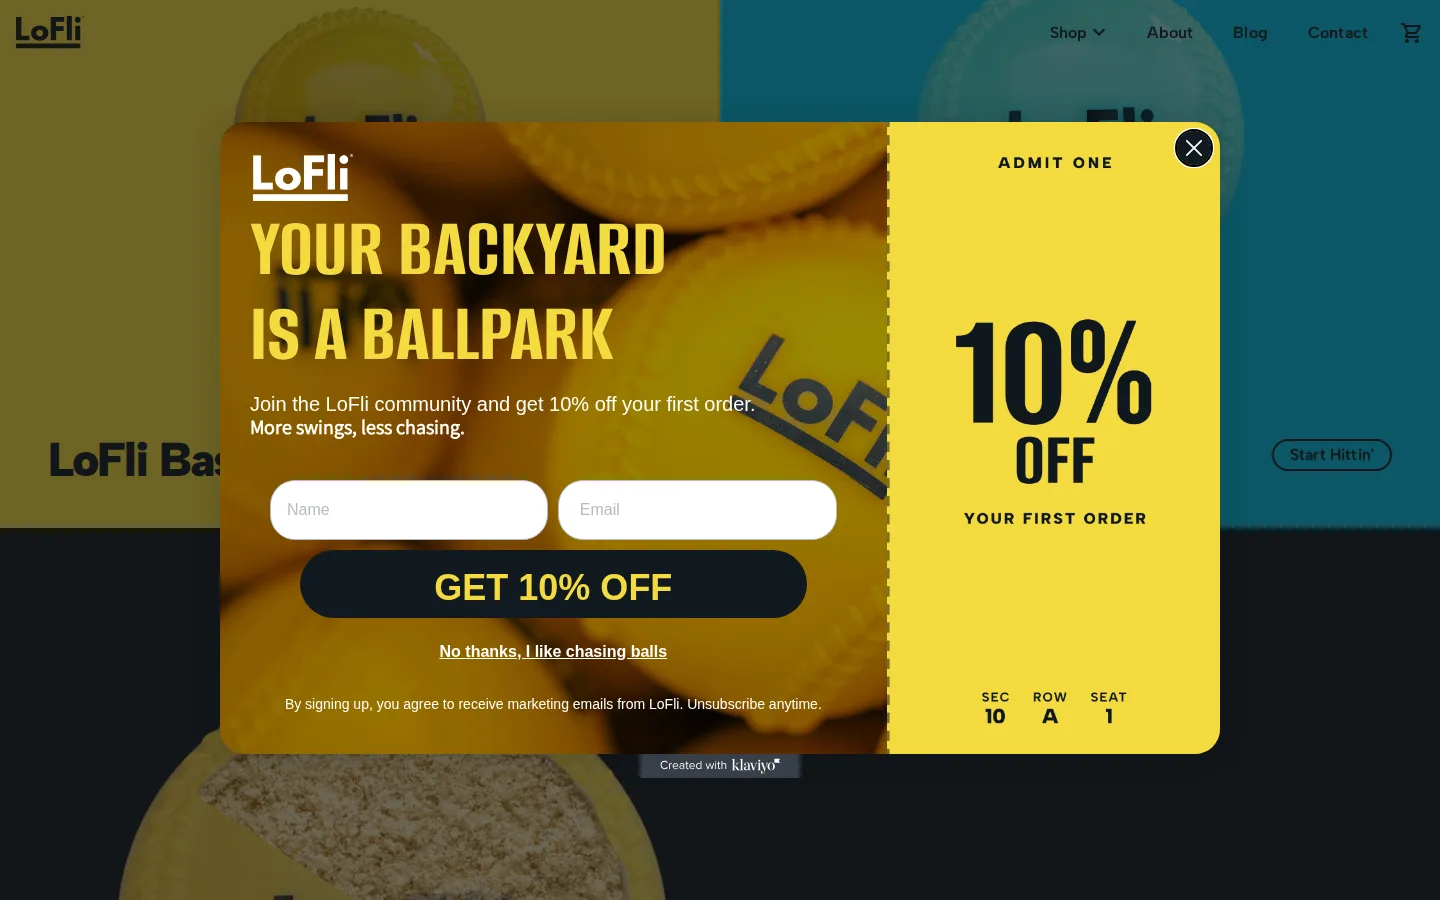 LoFli
Shop
About
Blog
Contact
LoFli
YOUR BACKYARD
IS A BALLPARK
Join the LoFli community and get 10% off your first order.
More swings, less chasing.
Name
Email
GET 10% OFF
No thanks, I like chasing balls
By signing up, you agree to receive marketing emails from LoFli. Unsubscribe anytime.
ADMIT ONE
10%
OFF
YOUR FIRST ORDER
SEC ROW SEAT
10 A 1
LoFli
Start Hittin'
Created with klaviyo